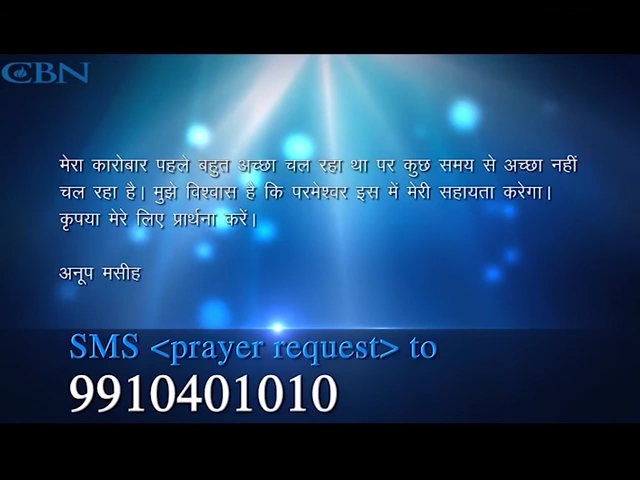 CBN
मेरा कारोबार पहले बहुत अच्छा चल रहा था पर कुछ समय से अच्छा नहीं
चल रहा है। मुझे विश्वास है कि परमेश्वर इस में मेरी सहायता करेगा।
कृपया मेरे लिए प्रार्थना करें।
अनूप मसीह
SMS <prayer request> to
9910401010